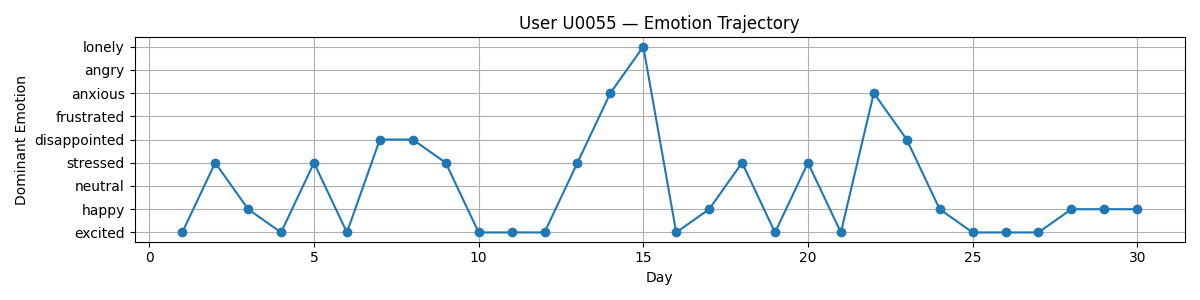 User U0055 — Emotion Trajectory
Dominant Emotion
lonely
angry
anxious
frustrated
disappointed
stressed
neutral
happy
excited
0 5 10 15 20 25 30
Day